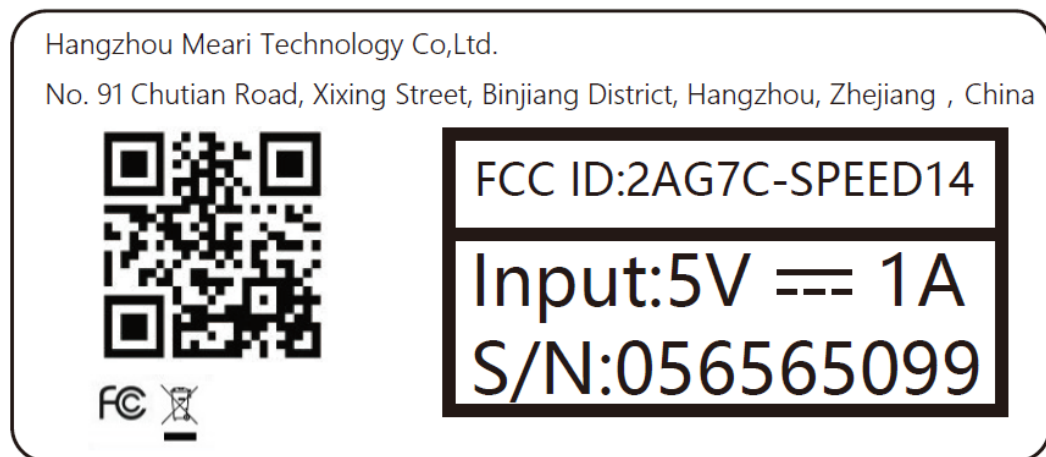 Hangzhou Meari Technology Co,Ltd.
No. 91 Chutian Road, Xixing Street, Binjiang District, Hangzhou, Zhejiang , China
FCC ID:2AG7C-SPEED14
Input:5V ⎓ 1A
S/N:056565099
FC